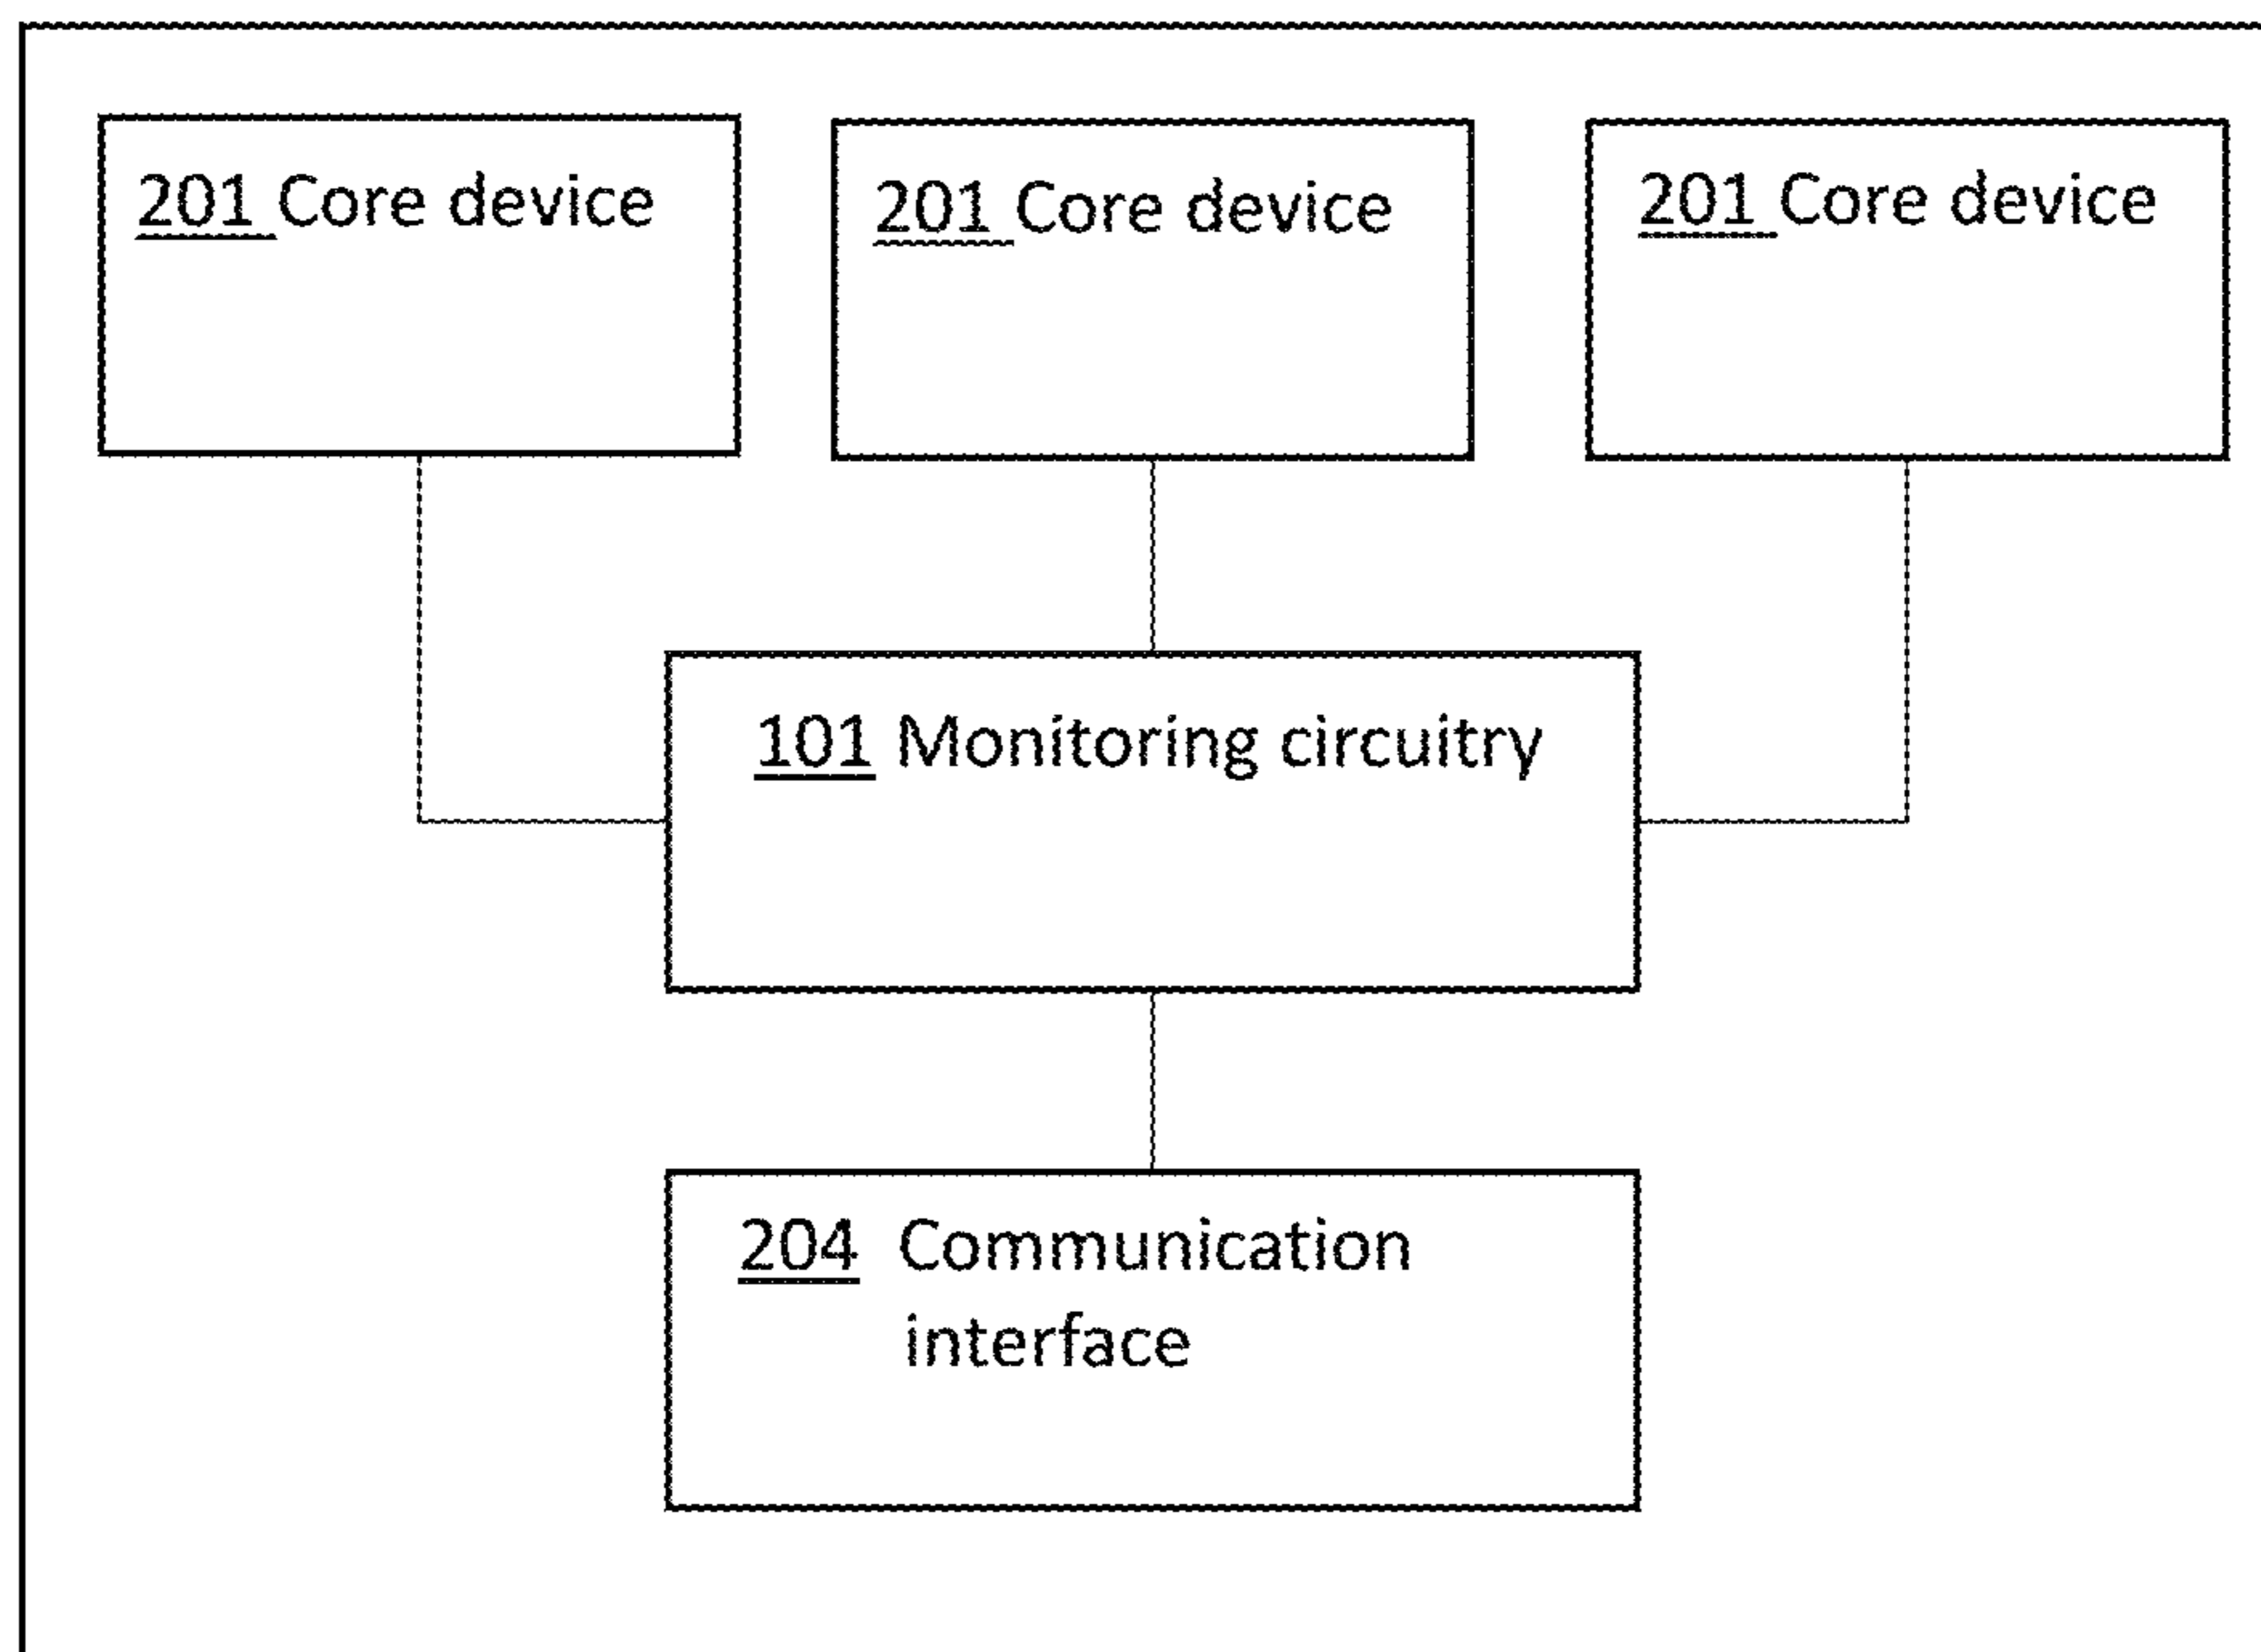 201 Core device
201 Core device
201 Core device
101 Monitoring circuitry
204 Communication
interface